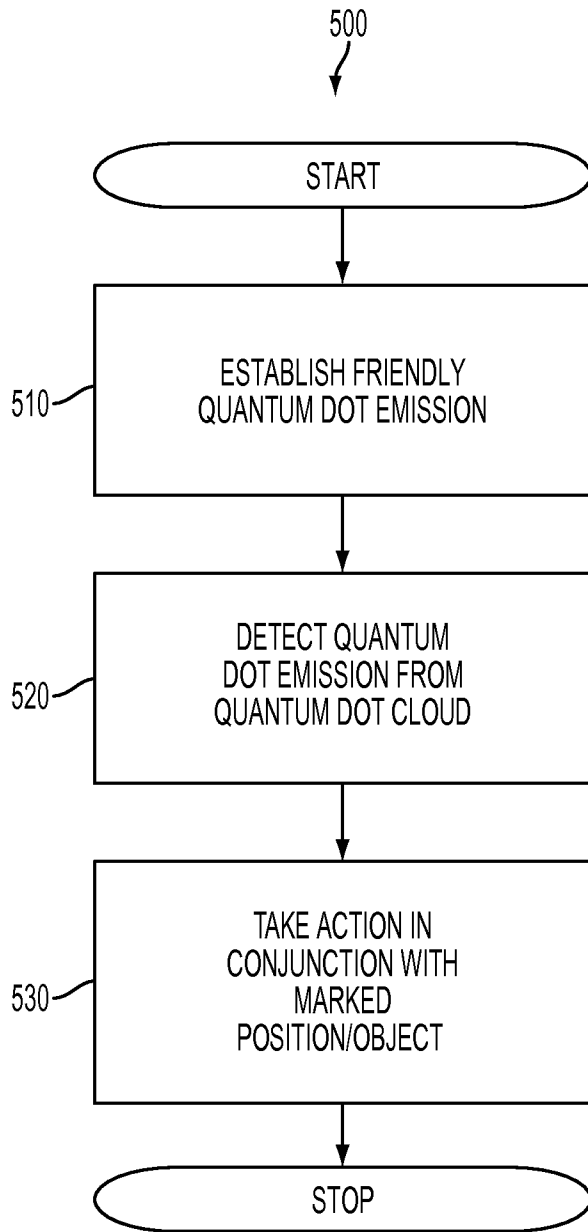 500
START
510
ESTABLISH FRIENDLY
QUANTUM DOT EMISSION
520
DETECT QUANTUM
DOT EMISSION FROM
QUANTUM DOT CLOUD
530
TAKE ACTION IN
CONJUNCTION WITH
MARKED
POSITION/OBJECT
STOP